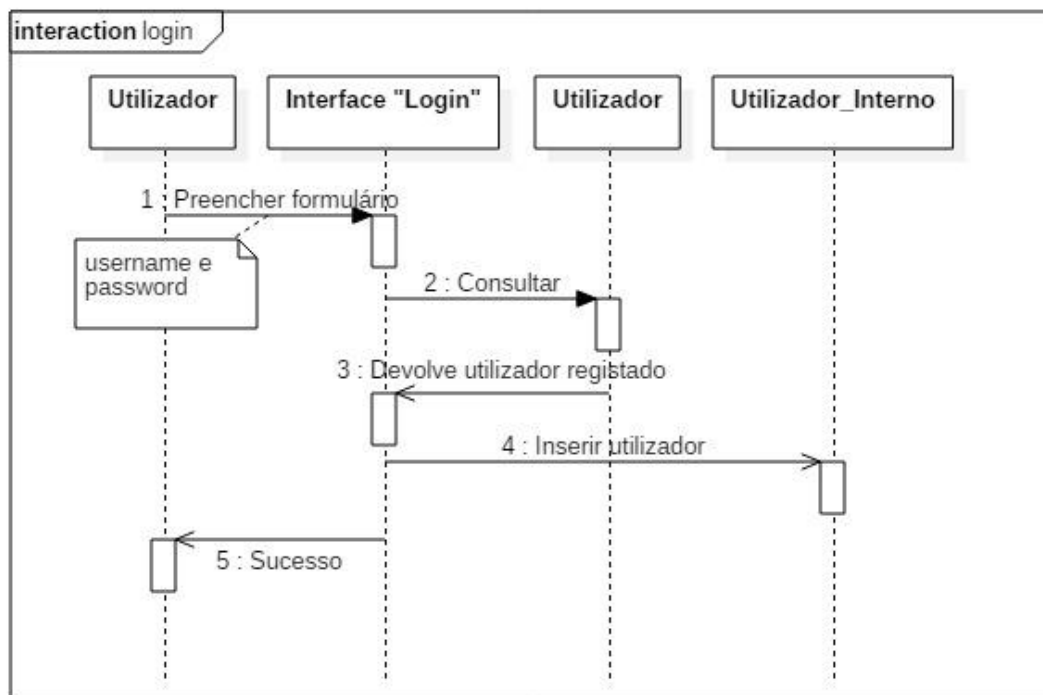 interaction login
Utilizador
Interface "Login"
Utilizador
Utilizador_Interno
1 : Preencher formulário
username e
password
2 : Consultar
3 : Devolve utilizador registado
4 : Inserir utilizador
5 : Sucesso